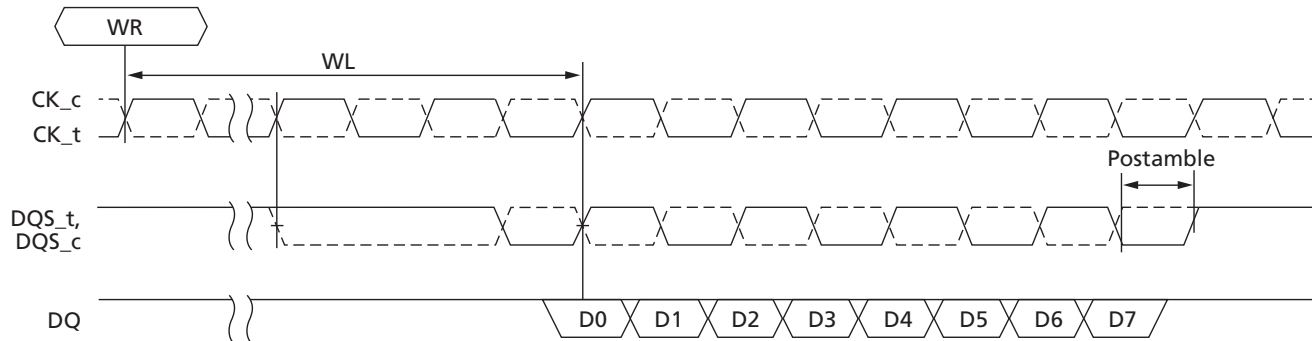 WR
WL
CK_c
CK_t
Postamble
DQS_t,
DQS_c
DQ
D0 D1 D2 D3 D4 D5 D6 D7